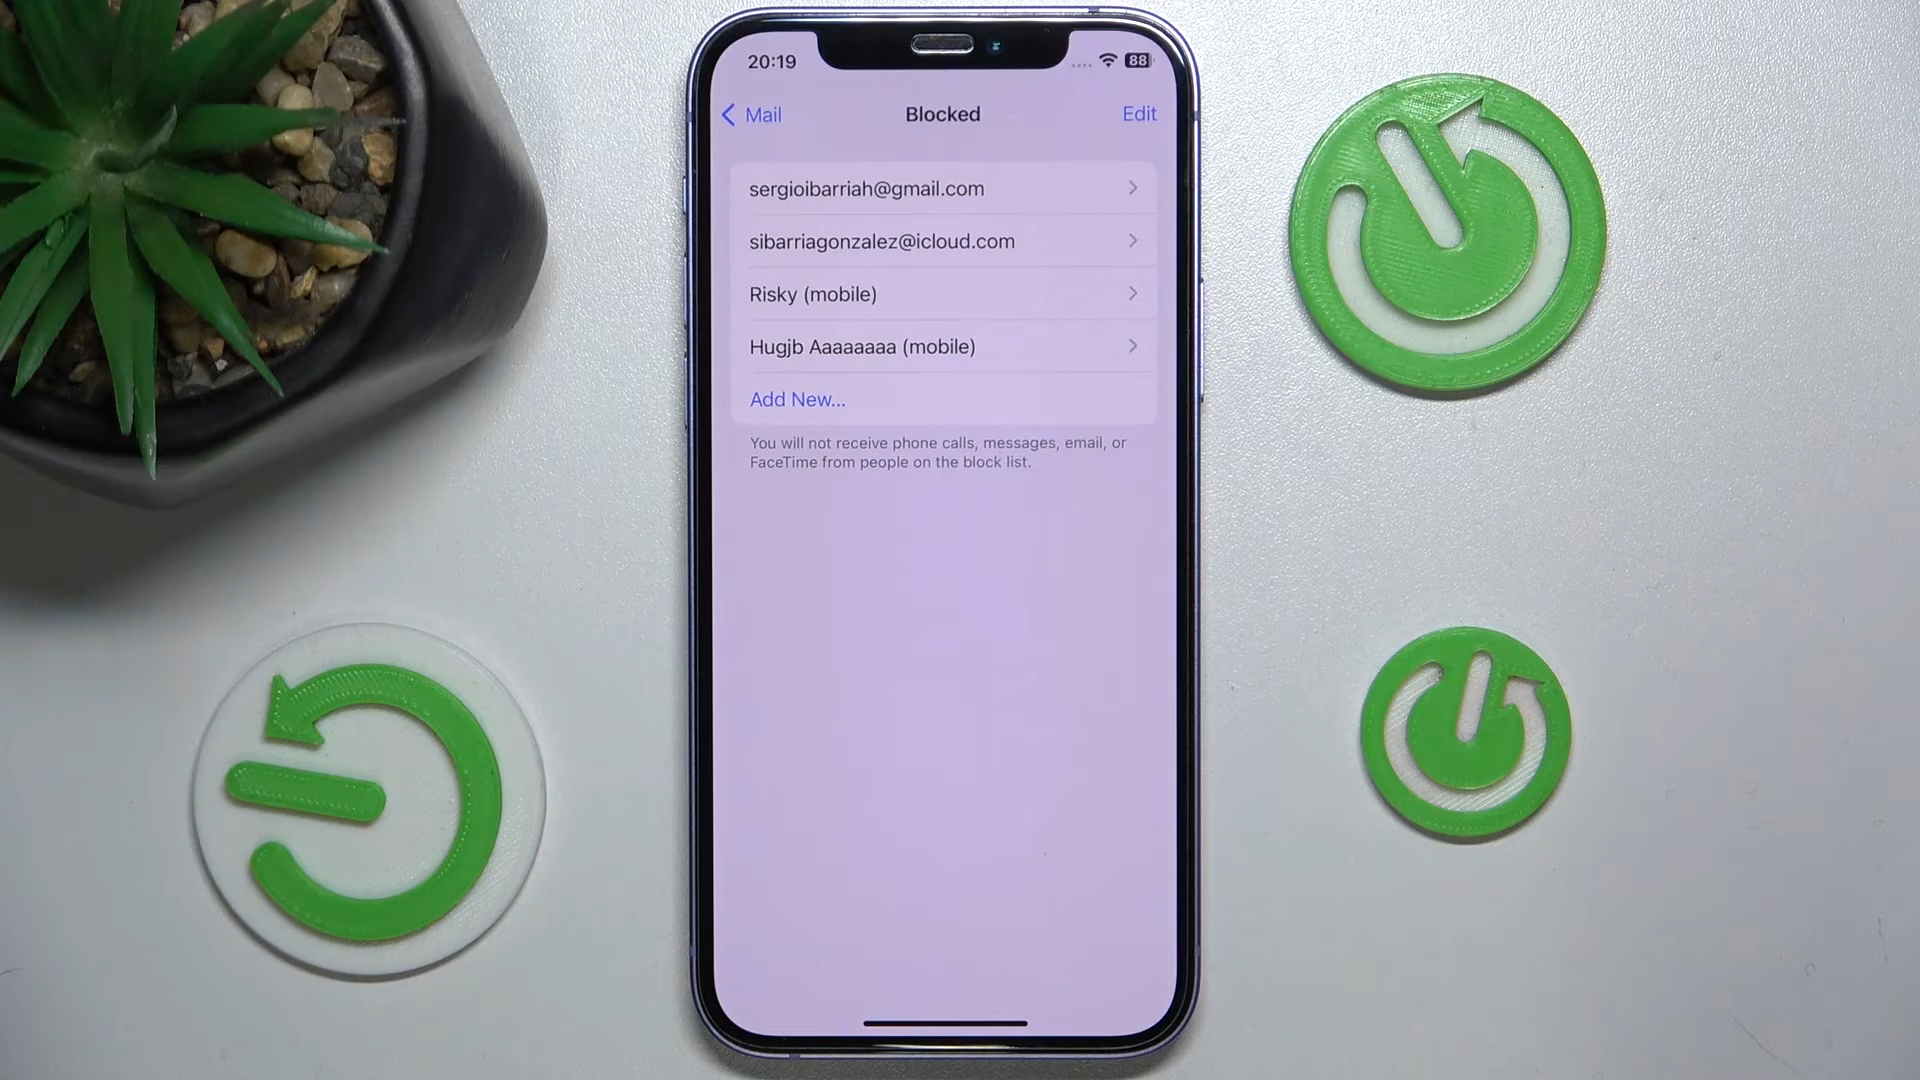 20:19
88
Mail
Blocked
Edit
sergioibarriah@gmail.com
sibarriagonzalez@icloud.com
Risky (mobile)
Hugjb Aaaaaaaa (mobile)
Add New...
You will not receive phone calls, messages, email, or
FaceTime from people on the block list.